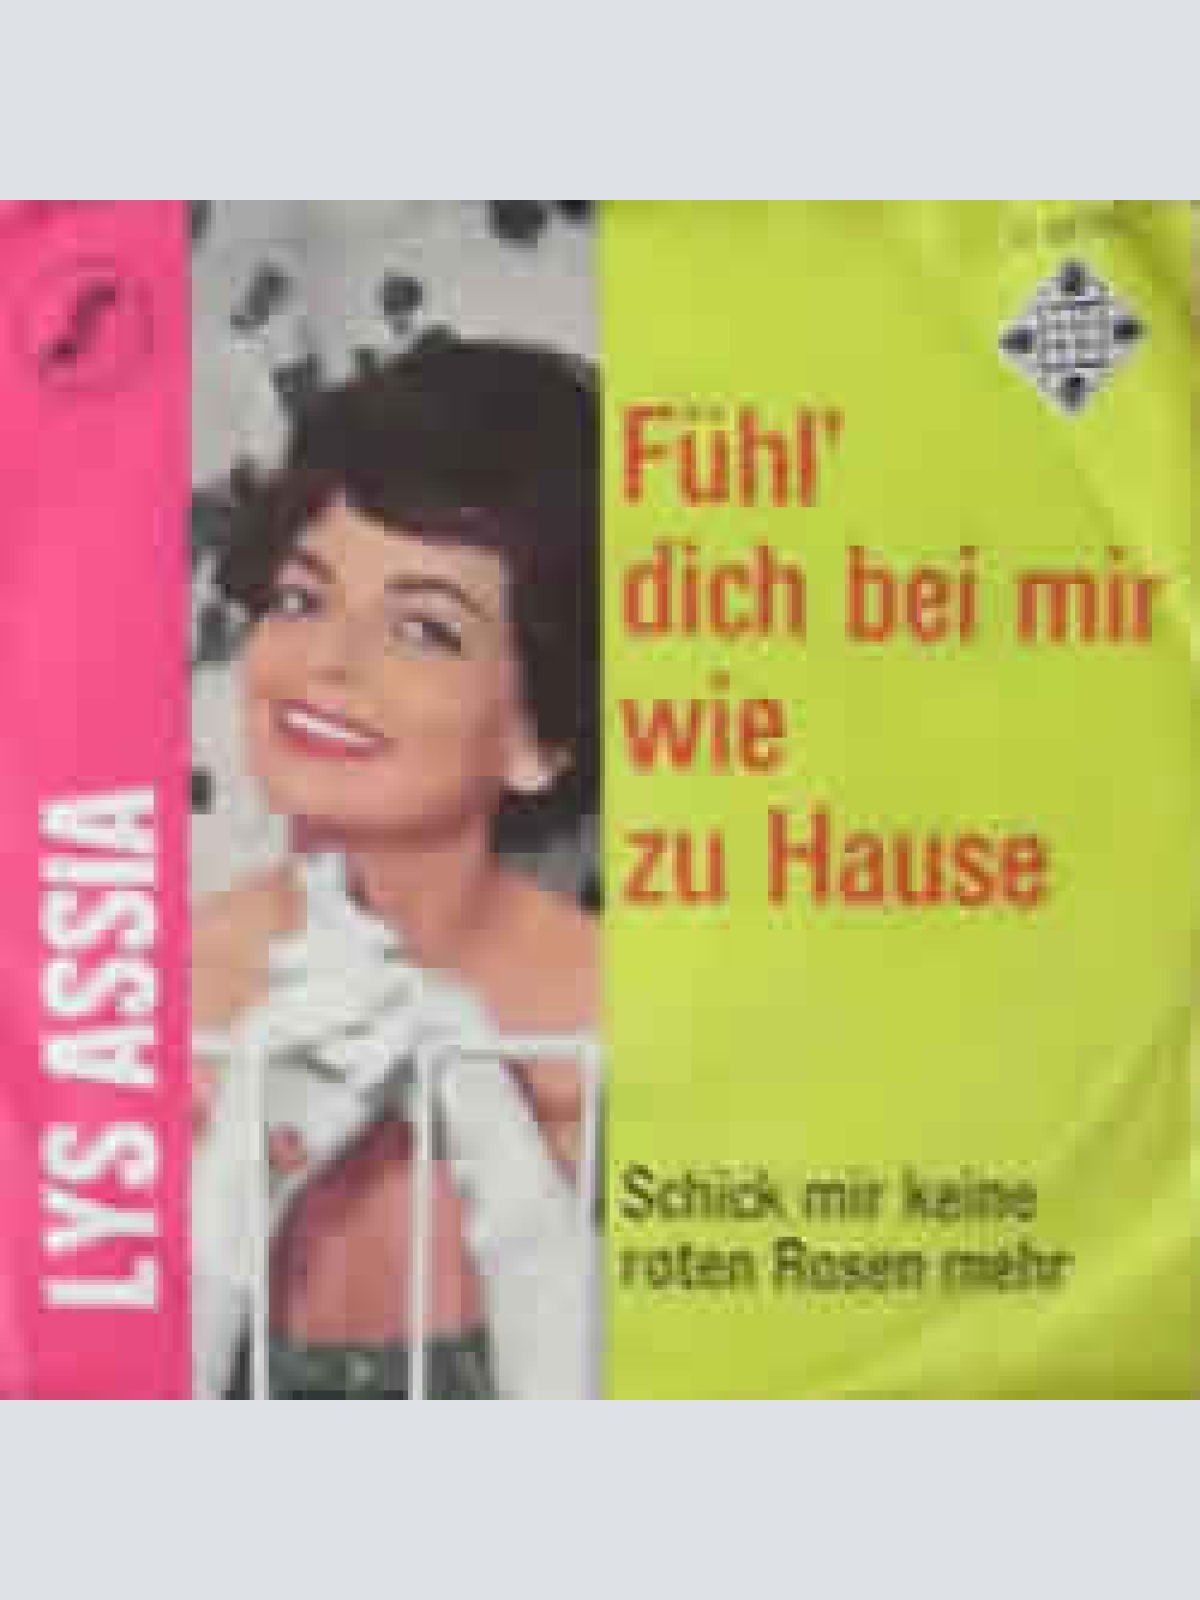 LYS ASSIA
Fühl'
dich bei mir
wie
zu Hause
Schick mir keine
roten Rosen mehr